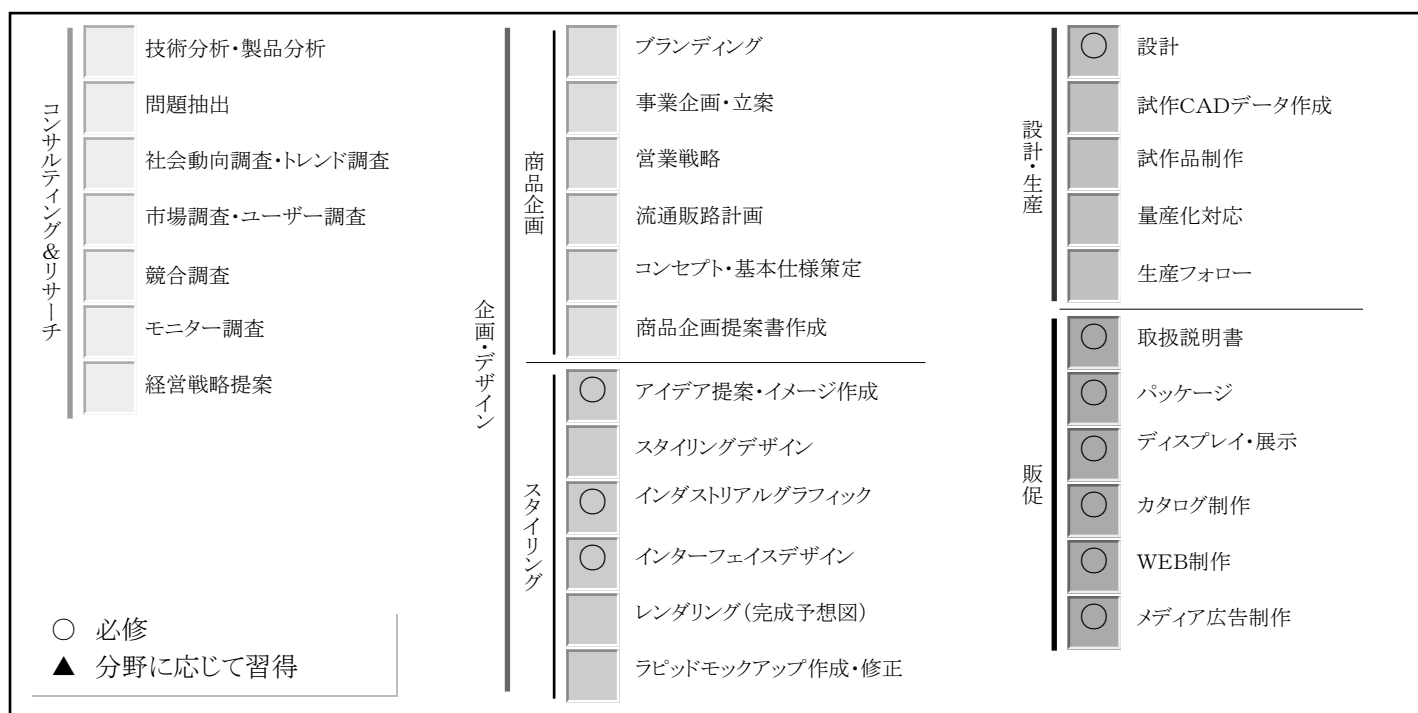 コンサルティング&リサーチ
技術分析・製品分析
問題抽出
社会動向調査・トレンド調査
市場調査・ユーザー調査
競合調査
モニター調査
経営戦略提案
企画・デザイン
商品企画
ブランディング
事業企画・立案
営業戦略
流通販路計画
コンセプト・基本仕様策定
商品企画提案書作成
スタイリング
○ アイデア提案・イメージ作成
スタイリングデザイン
○ インダストリアルグラフィック
○ インターフェイスデザイン
レンダリング(完成予想図)
ラピッドモックアップ作成・修正
設計・生産
○ 設計
試作CADデータ作成
試作品制作
量産化対応
生産フォロー
販促
○ 取扱説明書
○ パッケージ
○ ディスプレイ・展示
○ カタログ制作
○ WEB制作
○ メディア広告制作
○ 必修
▲ 分野に応じて習得